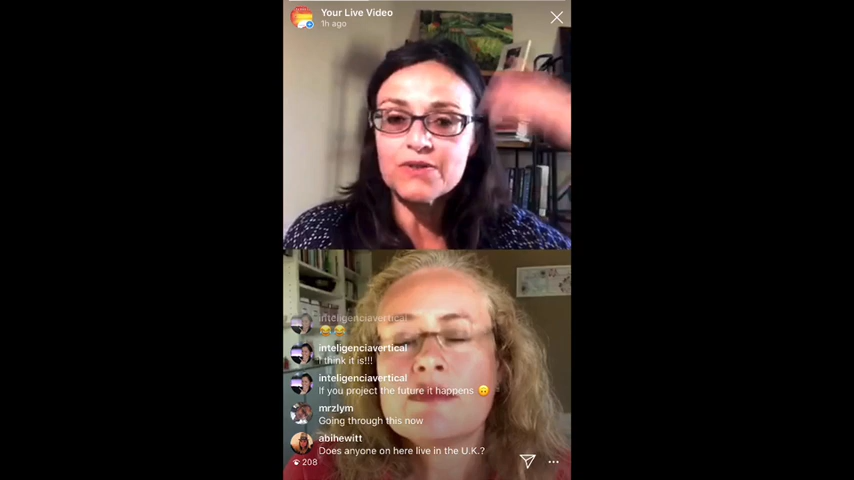 Your Live Video
1h ago
inteligenciavertical
😂😂
inteligenciavertical
I think it is!!!
inteligenciavertical
If you project the future it happens 🙃
mrzlym
Going through this now
abihewitt
Does anyone on here live in the U.K.?
208